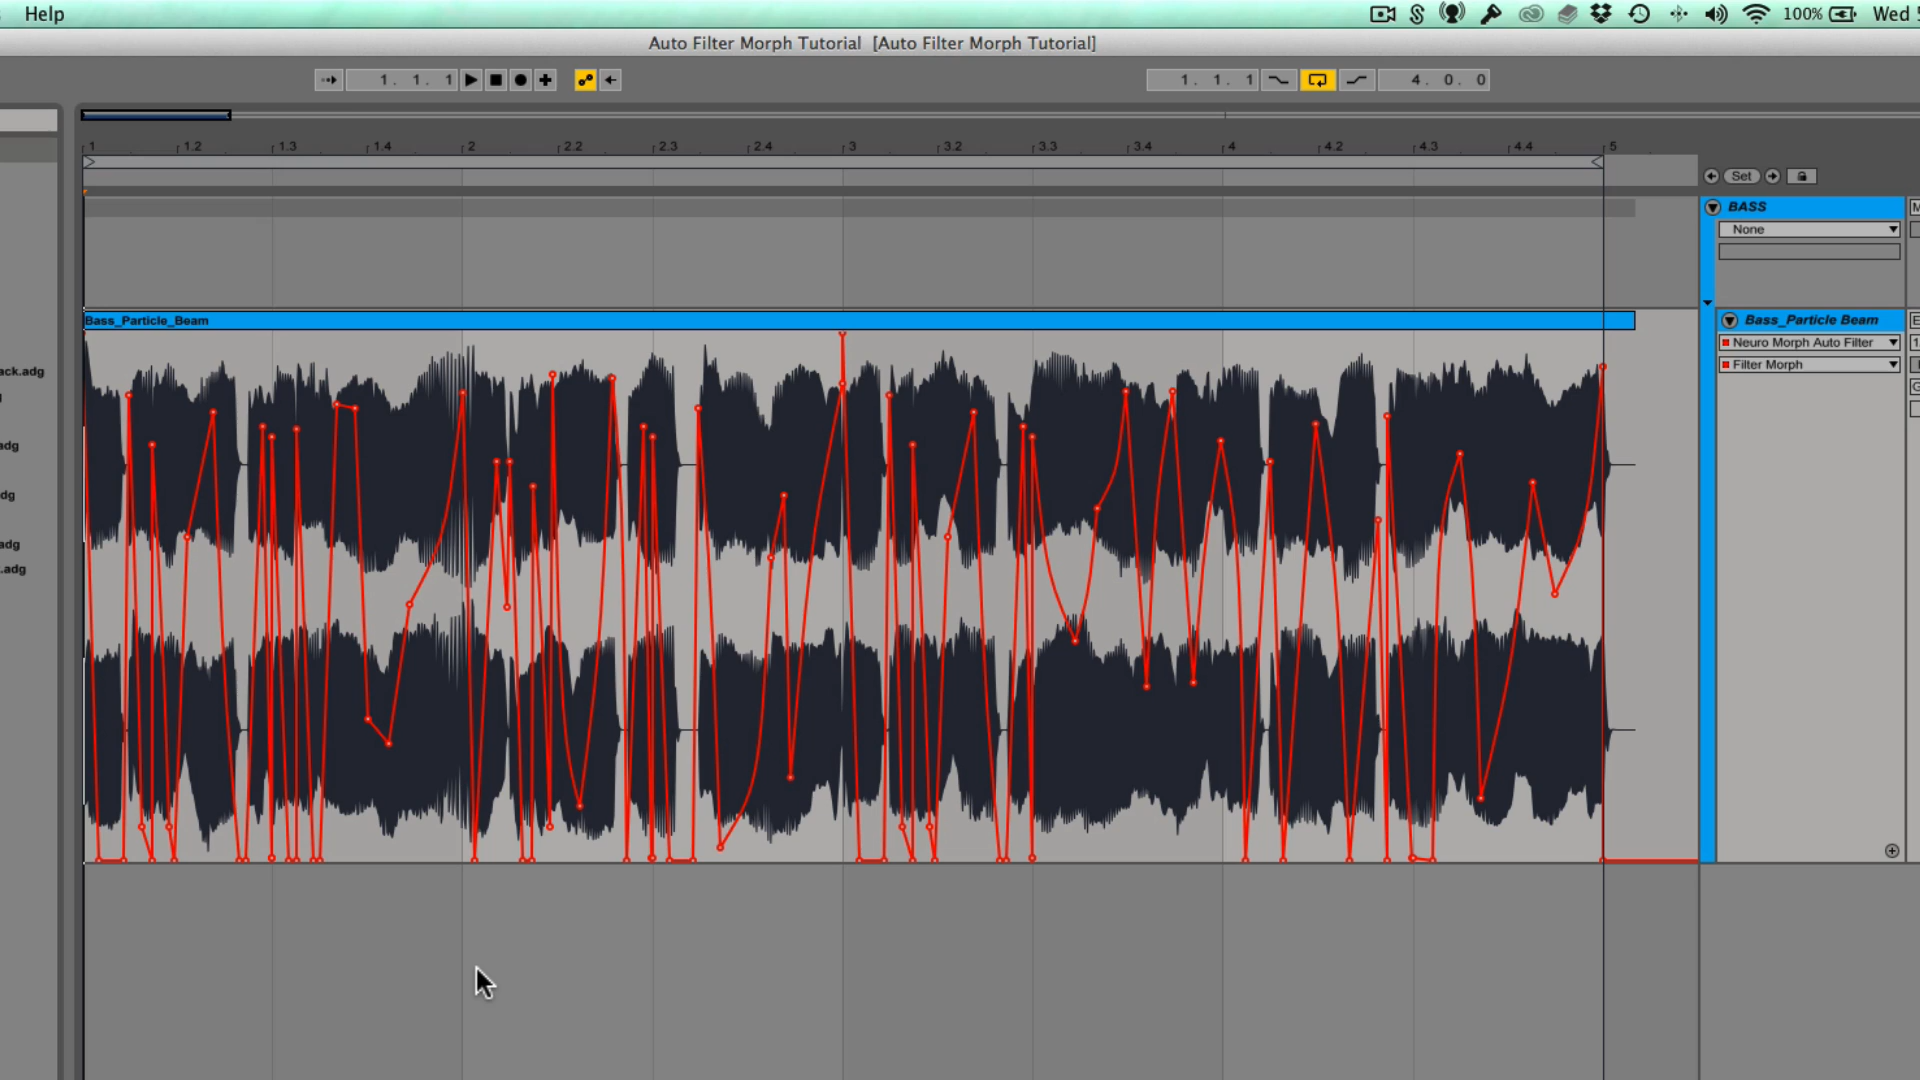 Help
100%
Wed
Auto Filter Morph Tutorial [Auto Filter Morph Tutorial]
1. 1. 1
1. 1. 1
4. 0. 0
1 1.2 1.3 1.4 2 2.2 2.3 2.4 3 3.2 3.3 3.4 4 4.2 4.3 4.4 5
Set
BASS
None
Bass_Particle_Beam
Bass_Particle Beam
Neuro Morph Auto Filter
Filter Morph
ack.adg
adg
dg
adg
.adg